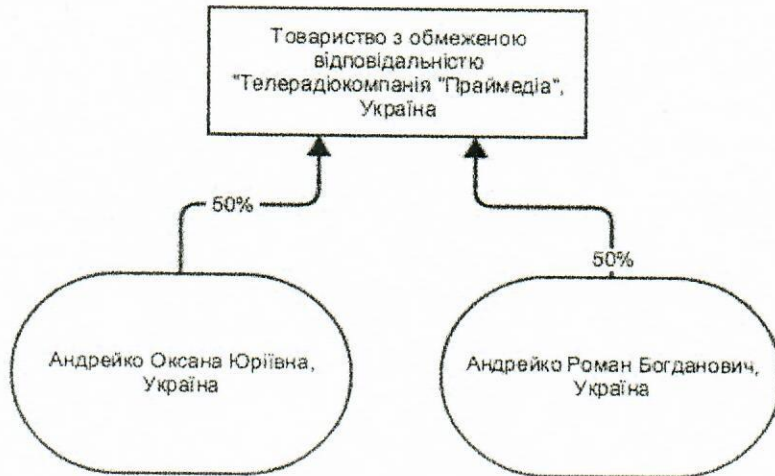 Товариство з обмеженою
відповідальністю
"Телерадіокомпанія "Праймедіа",
Україна
50%
50%
Андрейко Оксана Юріївна,
Україна
Андрейко Роман Богданович,
Україна